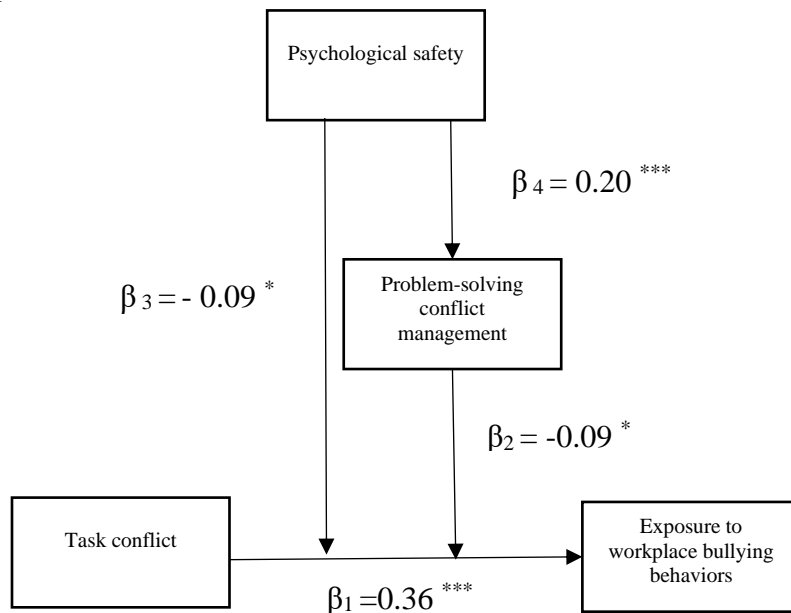 Psychological safety
β 4 = 0.20 ***
β 3 = - 0.09 *
Problem-solving
conflict
management
β2 = -0.09 *
Task conflict
Exposure to
workplace bullying
behaviors
β1 =0.36 ***